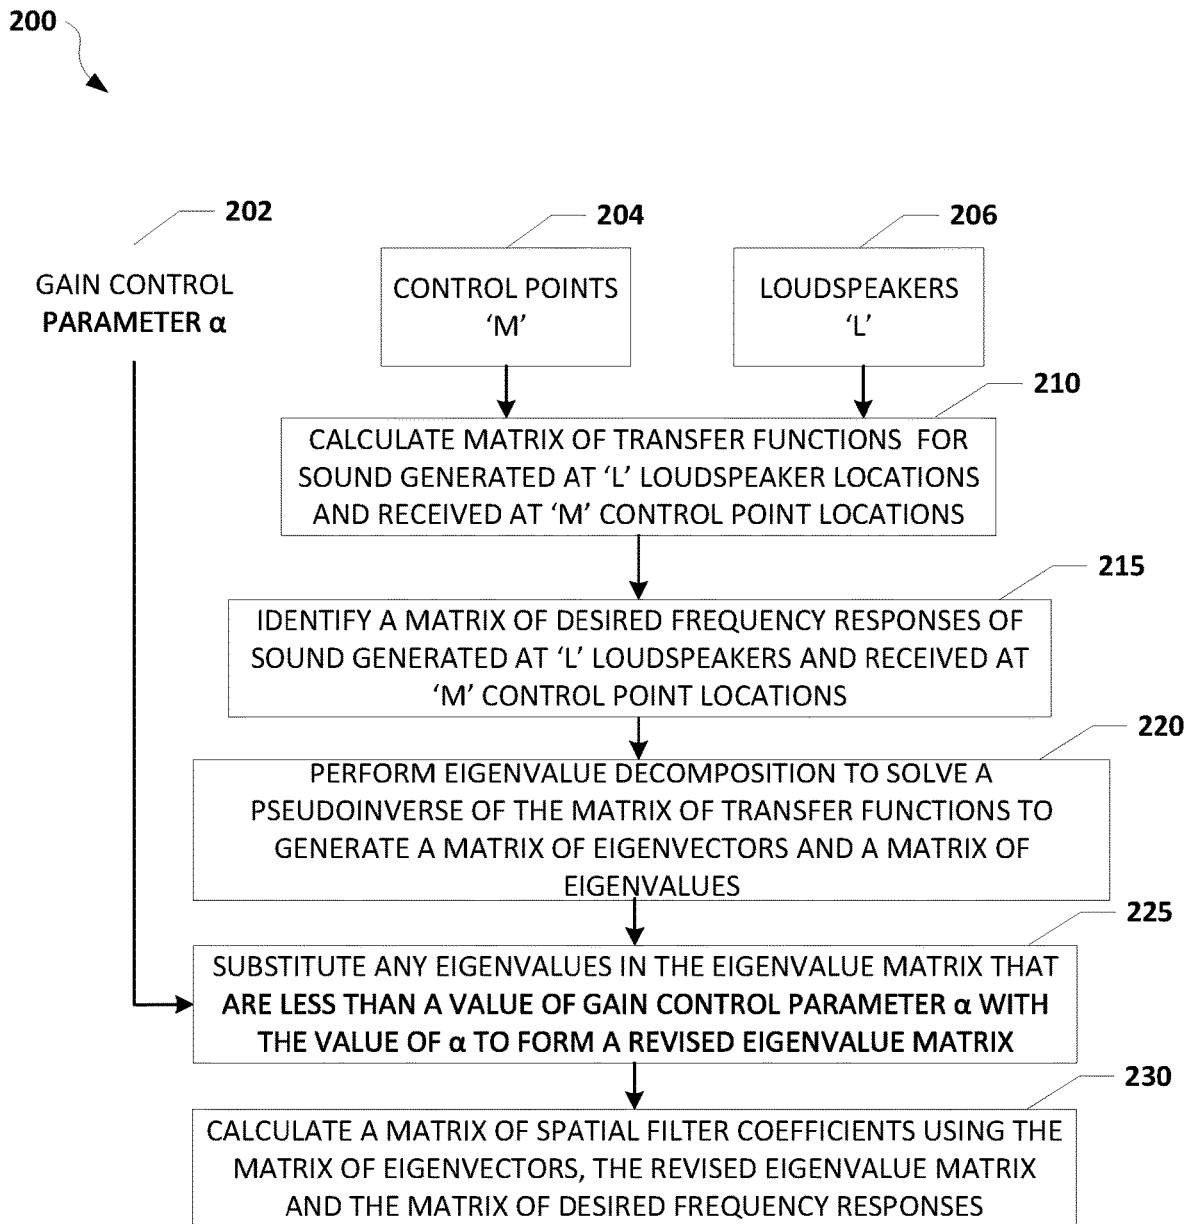 200
202
204
206
GAIN CONTROL
PARAMETER α
CONTROL POINTS
‘M’
LOUDSPEAKERS
‘L’
210
CALCULATE MATRIX OF TRANSFER FUNCTIONS FOR
SOUND GENERATED AT ‘L’ LOUDSPEAKER LOCATIONS
AND RECEIVED AT ‘M’ CONTROL POINT LOCATIONS
215
IDENTIFY A MATRIX OF DESIRED FREQUENCY RESPONSES OF
SOUND GENERATED AT ‘L’ LOUDSPEAKERS AND RECEIVED AT
‘M’ CONTROL POINT LOCATIONS
220
PERFORM EIGENVALUE DECOMPOSITION TO SOLVE A
PSEUDOINVERSE OF THE MATRIX OF TRANSFER FUNCTIONS TO
GENERATE A MATRIX OF EIGENVECTORS AND A MATRIX OF
EIGENVALUES
225
SUBSTITUTE ANY EIGENVALUES IN THE EIGENVALUE MATRIX THAT
ARE LESS THAN A VALUE OF GAIN CONTROL PARAMETER α WITH
THE VALUE OF α TO FORM A REVISED EIGENVALUE MATRIX
230
CALCULATE A MATRIX OF SPATIAL FILTER COEFFICIENTS USING THE
MATRIX OF EIGENVECTORS, THE REVISED EIGENVALUE MATRIX
AND THE MATRIX OF DESIRED FREQUENCY RESPONSES